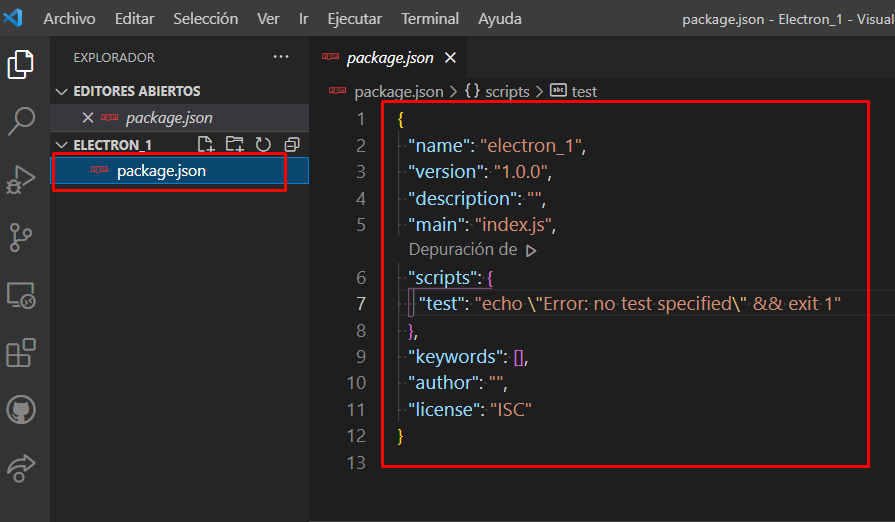 Archivo Editar Selección Ver Ir Ejecutar Terminal Ayuda package.json - Electron_1 - Visual
EXPLORADOR ···
EDITORES ABIERTOS
package.json
ELECTRON_1
package.json
package.json
package.json > {} scripts > abc test
1 {
2 "name": "electron_1",
3 "version": "1.0.0",
4 "description": "",
5 "main": "index.js",
Depuración de
6 "scripts": {
7 "test": "echo \"Error: no test specified\" && exit 1"
8 },
9 "keywords": [],
10 "author": "",
11 "license": "ISC"
12 }
13